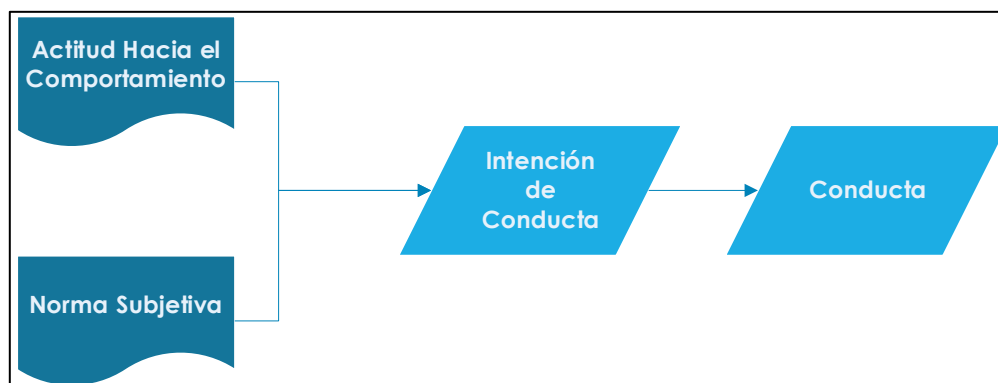 Actitud Hacia el
Comportamiento
Intención
de
Conducta
Conducta
Norma Subjetiva